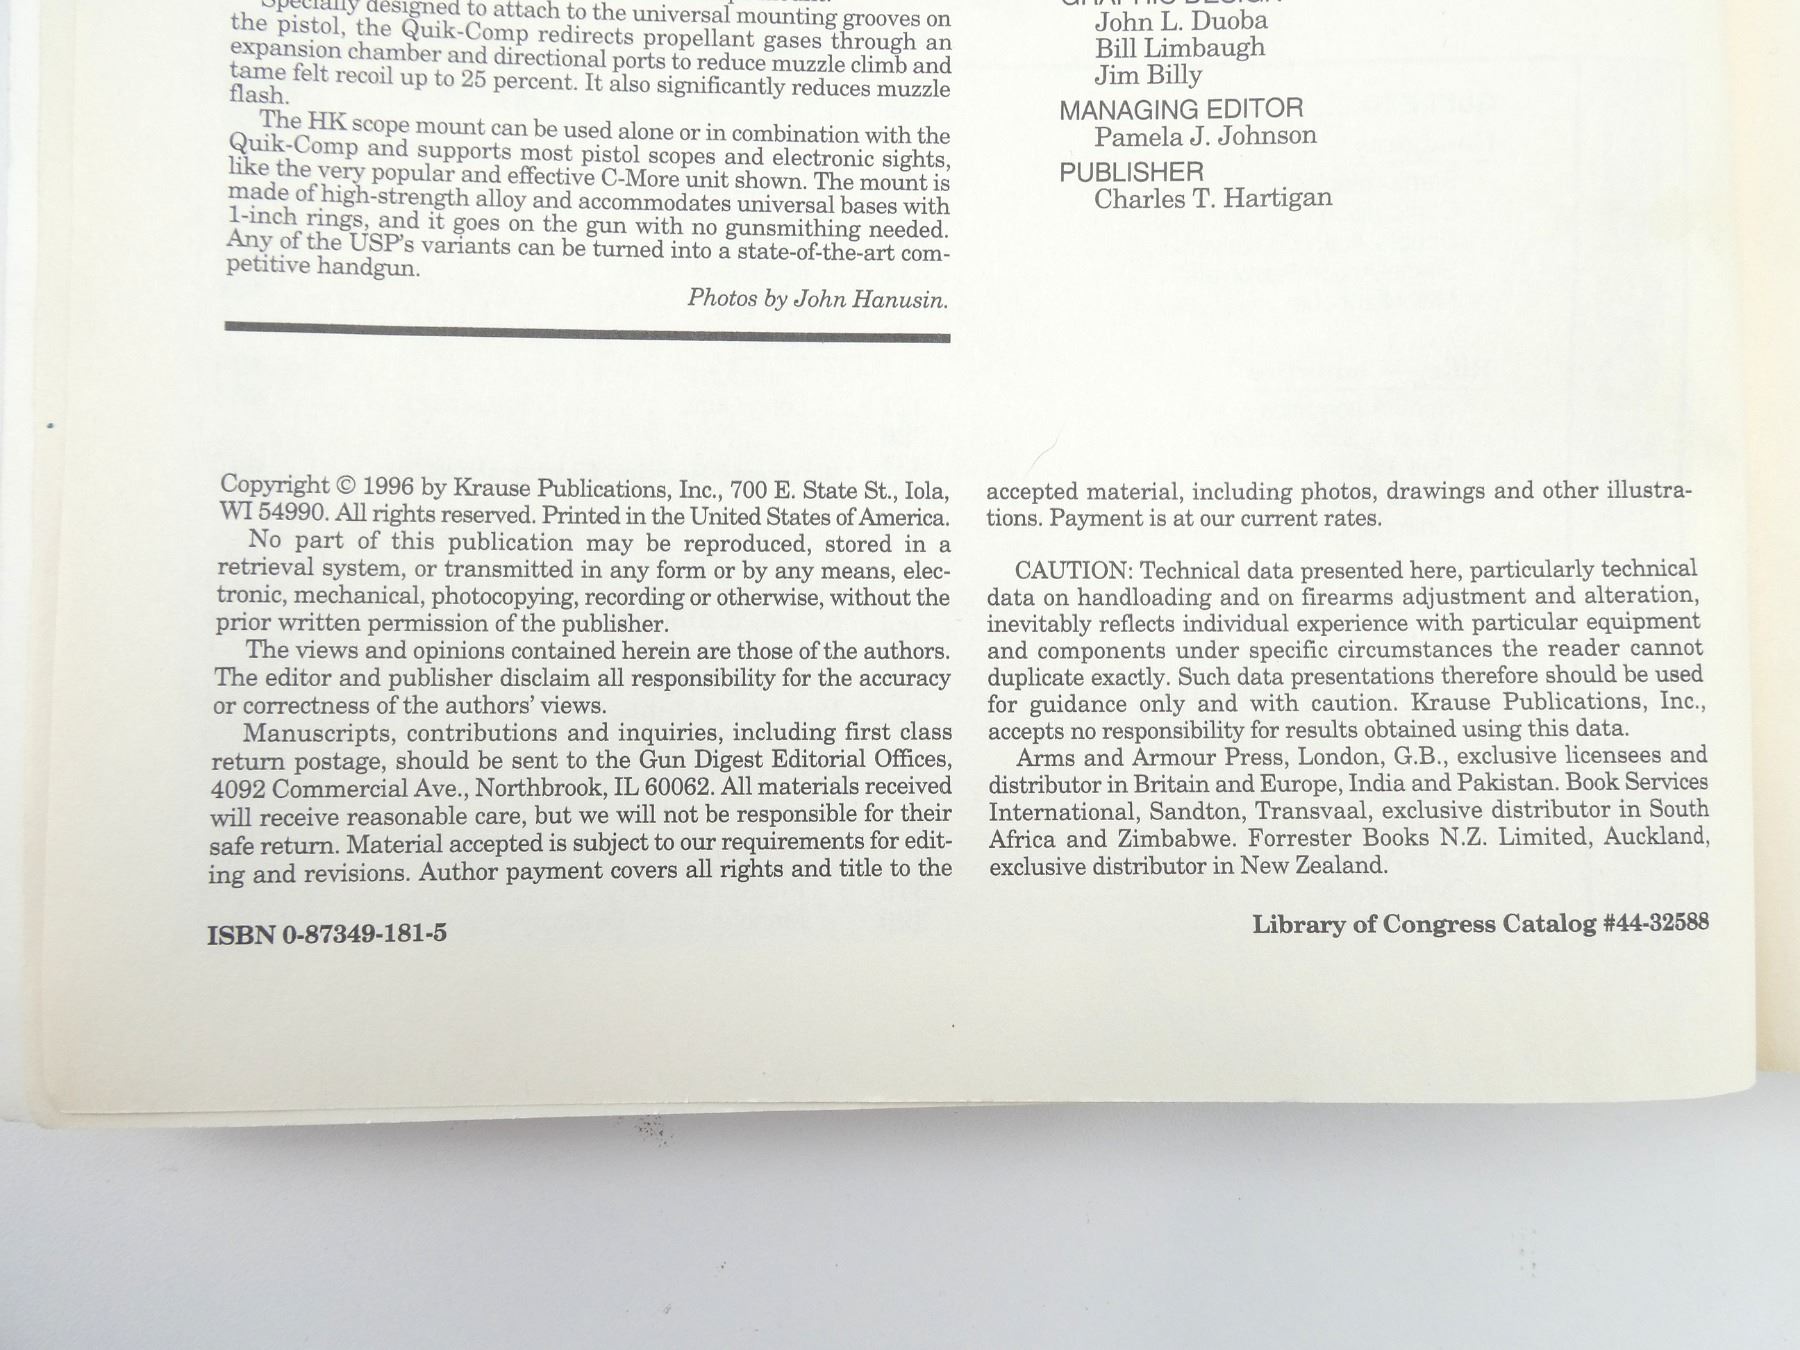 Specially designed to attach to the universal mounting grooves on
the pistol, the Quik-Comp redirects propellant gases through an
expansion chamber and directional ports to reduce muzzle climb and
tame felt recoil up to 25 percent. It also significantly reduces muzzle
flash.
The HK scope mount can be used alone or in combination with the
Quik-Comp and supports most pistol scopes and electronic sights,
like the very popular and effective C-More unit shown. The mount is
made of high-strength alloy and accommodates universal bases with
1-inch rings, and it goes on the gun with no gunsmithing needed.
Any of the USP's variants can be turned into a state-of-the-art com-
petitive handgun.
Photos by John Hanusin.
GRAPHIC DESIGN
John L. Duoba
Bill Limbaugh
Jim Billy
MANAGING EDITOR
Pamela J. Johnson
PUBLISHER
Charles T. Hartigan
Copyright © 1996 by Krause Publications, Inc., 700 E. State St., Iola,
WI 54990. All rights reserved. Printed in the United States of America.
No part of this publication may be reproduced, stored in a
retrieval system, or transmitted in any form or by any means, elec-
tronic, mechanical, photocopying, recording or otherwise, without the
prior written permission of the publisher.
The views and opinions contained herein are those of the authors.
The editor and publisher disclaim all responsibility for the accuracy
or correctness of the authors' views.
Manuscripts, contributions and inquiries, including first class
return postage, should be sent to the Gun Digest Editorial Offices,
4092 Commercial Ave., Northbrook, IL 60062. All materials received
will receive reasonable care, but we will not be responsible for their
safe return. Material accepted is subject to our requirements for edit-
ing and revisions. Author payment covers all rights and title to the
accepted material, including photos, drawings and other illustra-
tions. Payment is at our current rates.
CAUTION: Technical data presented here, particularly technical
data on handloading and on firearms adjustment and alteration,
inevitably reflects individual experience with particular equipment
and components under specific circumstances the reader cannot
duplicate exactly. Such data presentations therefore should be used
for guidance only and with caution. Krause Publications, Inc.,
accepts no responsibility for results obtained using this data.
Arms and Armour Press, London, G.B., exclusive licensees and
distributor in Britain and Europe, India and Pakistan. Book Services
International, Sandton, Transvaal, exclusive distributor in South
Africa and Zimbabwe. Forrester Books N.Z. Limited, Auckland,
exclusive distributor in New Zealand.
ISBN 0-87349-181-5
Library of Congress Catalog #44-32588